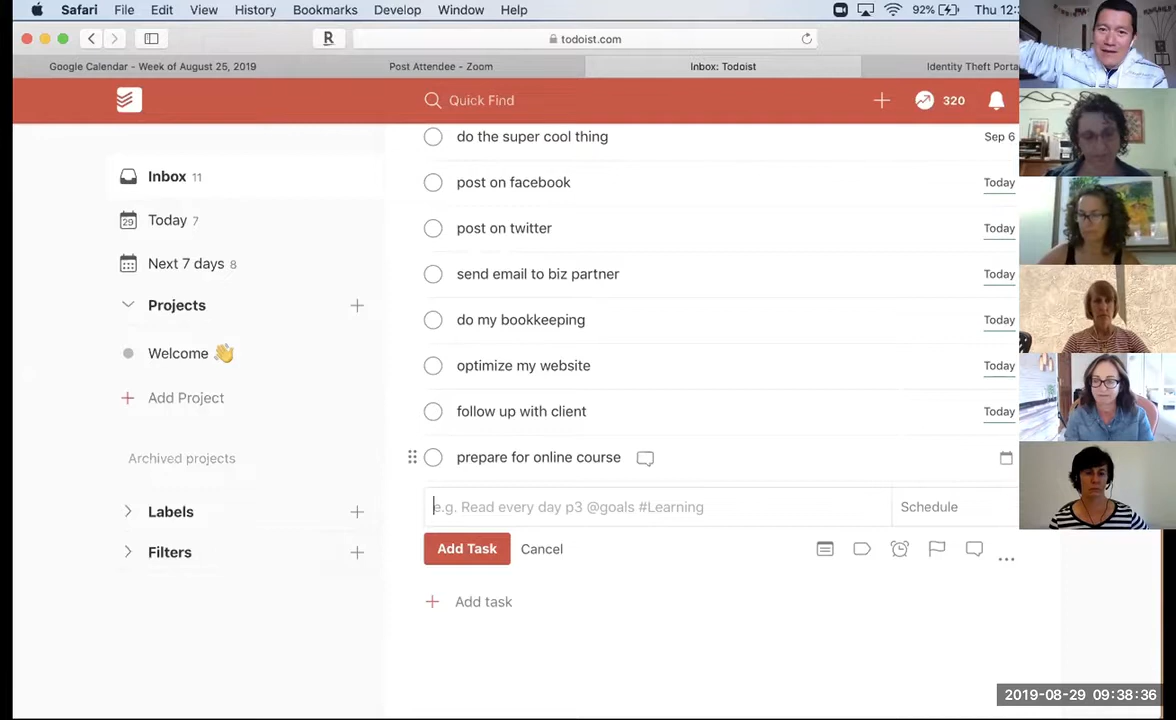 Safari File Edit View History Bookmarks Develop Window Help 92% Thu 12:3
R todoist.com
Google Calendar - Week of August 25, 2019 Post Attendee - Zoom Inbox: Todoist Identity Theft Porta
Quick Find 320
do the super cool thing Sep 6
Inbox 11
post on facebook Today
29 Today 7
post on twitter Today
Next 7 days 8
send email to biz partner Today
Projects
do my bookkeeping Today
Welcome 👋
optimize my website Today
Add Project
follow up with client Today
Archived projects
prepare for online course
e.g. Read every day p3 @goals #Learning Schedule
Labels
Add Task Cancel
Filters
Add task
2019-08-29 09:38:36